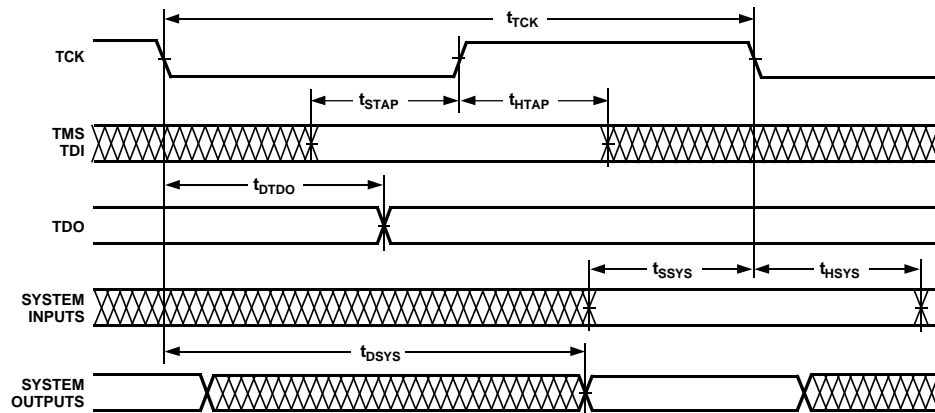 tTCK
TCK
tSTAP
tHTAP
TMS
TDI
tDTDO
TDO
tSSYS
tHSYS
SYSTEM
INPUTS
tDSYS
SYSTEM
OUTPUTS